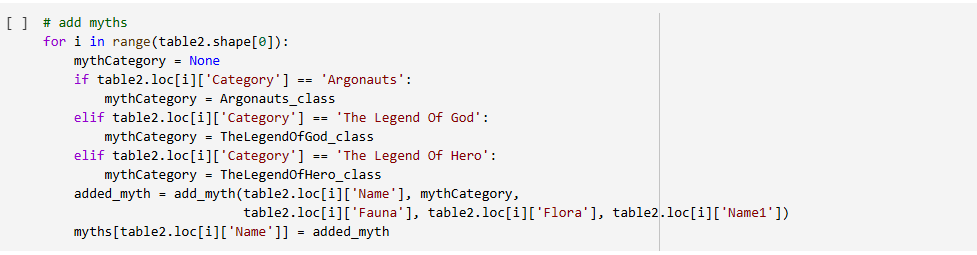 [ ] # add myths
for i in range(table2.shape[0]):
    mythCategory = None
    if table2.loc[i]['Category'] == 'Argonauts':
        mythCategory = Argonauts_class
    elif table2.loc[i]['Category'] == 'The Legend Of God':
        mythCategory = TheLegendOfGod_class
    elif table2.loc[i]['Category'] == 'The Legend Of Hero':
        mythCategory = TheLegendOfHero_class
    added_myth = add_myth(table2.loc[i]['Name'], mythCategory,
                          table2.loc[i]['Fauna'], table2.loc[i]['Flora'], table2.loc[i]['Name1'])
    myths[table2.loc[i]['Name']] = added_myth